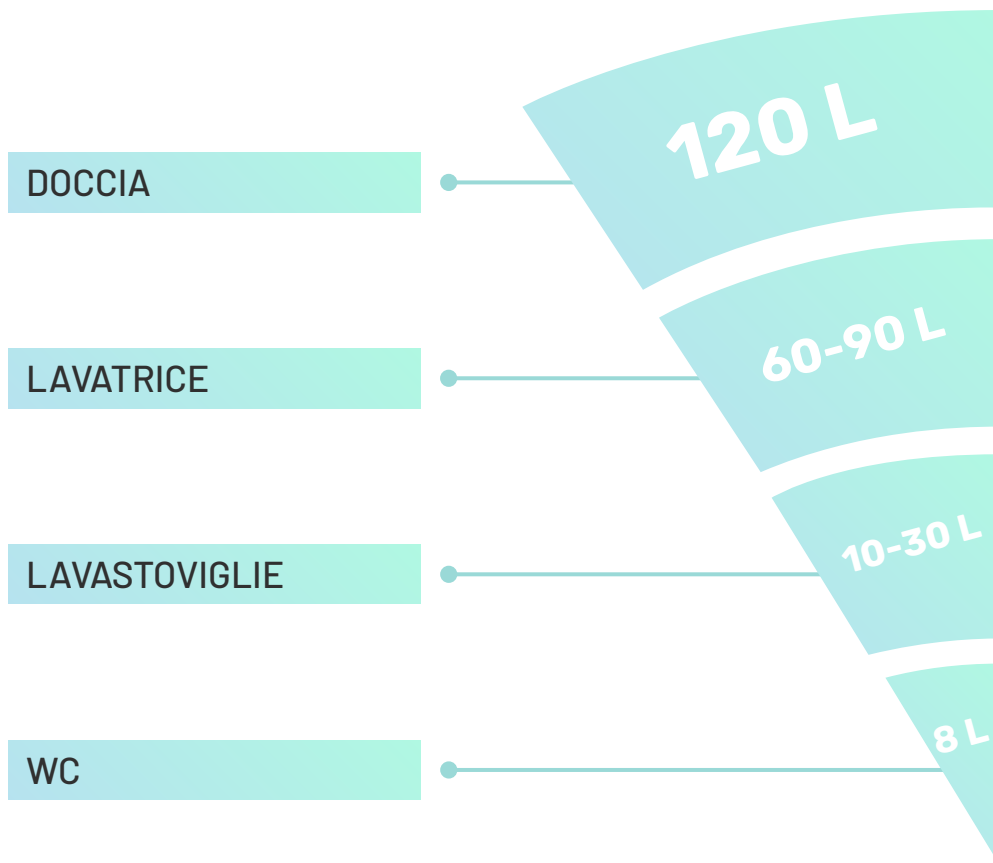 DOCCIA
120 L
LAVATRICE
60-90 L
LAVASTOVIGLIE
10-30 L
WC
8 L